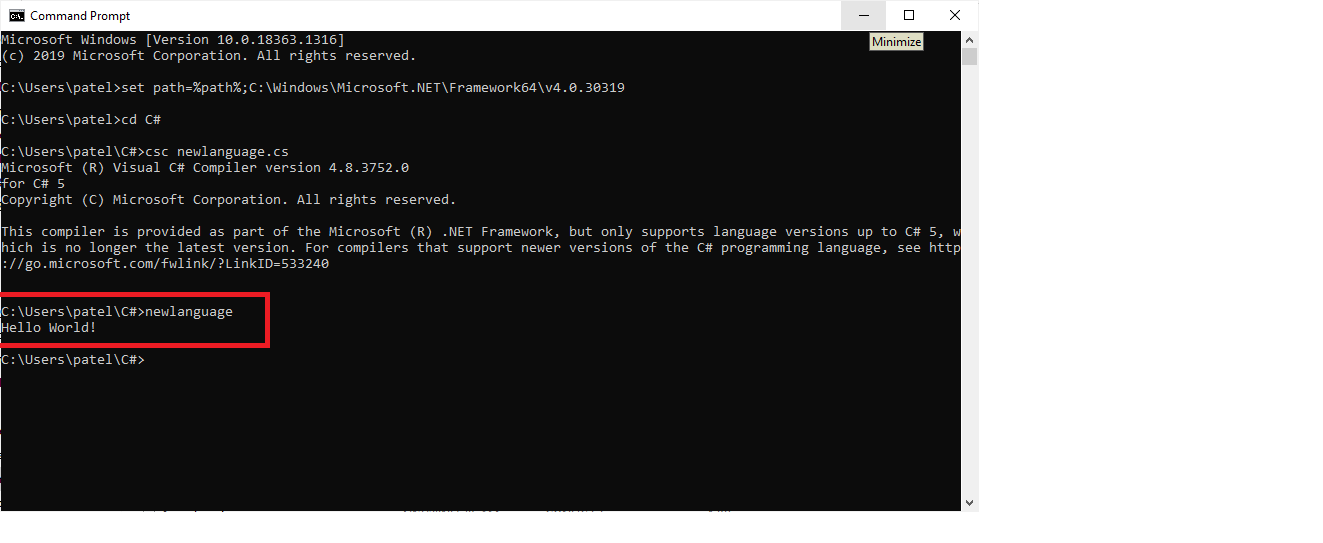 Command Prompt
Minimize
Microsoft Windows [Version 10.0.18363.1316]
(c) 2019 Microsoft Corporation. All rights reserved.
C:\Users\patel>set path=%path%;C:\Windows\Microsoft.NET\Framework64\v4.0.30319
C:\Users\patel>cd C#
C:\Users\patel\C#>csc newlanguage.cs
Microsoft (R) Visual C# Compiler version 4.8.3752.0
for C# 5
Copyright (C) Microsoft Corporation. All rights reserved.
This compiler is provided as part of the Microsoft (R) .NET Framework, but only supports language versions up to C# 5, w
hich is no longer the latest version. For compilers that support newer versions of the C# programming language, see http
://go.microsoft.com/fwlink/?LinkID=533240
C:\Users\patel\C#>newlanguage
Hello World!
C:\Users\patel\C#>